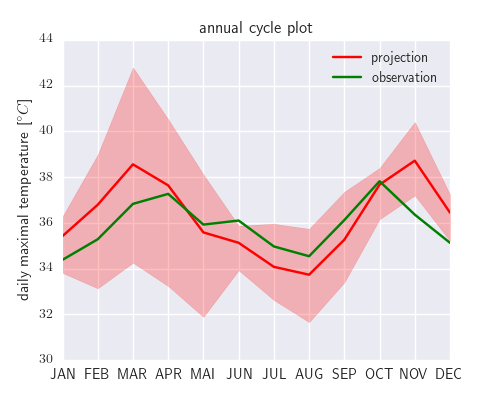 annual cycle plot
projection
observation
daily maximal temperature [°C]
44
42
40
38
36
34
32
30
JAN FEB MAR APR MAI JUN JUL AUG SEP OCT NOV DEC